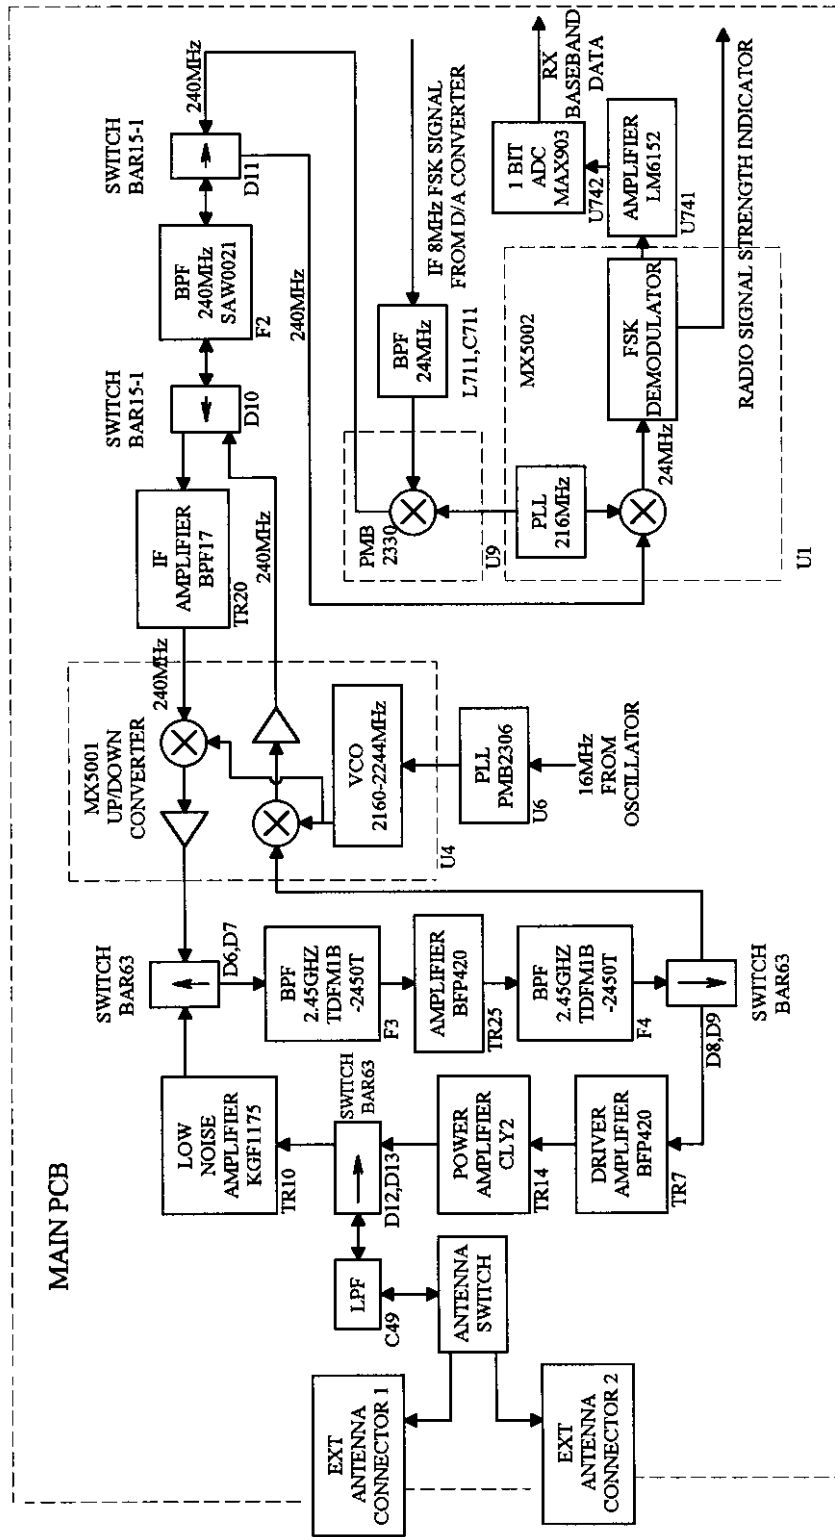 MAIN PCB
EXT
ANTENNA
CONNECTOR 1
EXT
ANTENNA
CONNECTOR 2
ANTENNA
SWITCH
LPF
C49
SWITCH
BAR63
D12,D13
LOW
NOISE
AMPLIFIER
KGF1175
TR10
POWER
AMPLIFIER
CLY2
TR14
DRIVER
AMPLIFIER
BFP420
TR7
SWITCH
BAR63
D6,D7
BPF
2.45GHZ
TDFM1B
-2450T
F3
AMPLIFIER
BFP420
TR25
BPF
2.45GHZ
TDFM1B
-2450T
F4
D8,D9
SWITCH
BAR63
MX5001
UP/DOWN
CONVERTER
VCO
2160-2244MHz
U4
PLL
PMB2306
U6
16MHz
FROM
OSCILLATOR
240MHz
IF
AMPLIFIER
BPF17
TR20
240MHz
SWITCH
BAR15-1
D10
BPF
240MHz
SAW0021
F2
SWITCH
BAR15-1
D11
240MHz
240MHz
PMB
2330
U9
BPF
24MHz
L711,C711
IF 8MHz FSK SIGNAL
FROM D/A CONVERTER
MX5002
PLL
216MHz
24MHz
FSK
DEMODULATOR
U1
AMPLIFIER
LM6152
U741
1 BIT
ADC
MAX903
U742
RX
BASEBAND
DATA
RADIO SIGNAL STRENGTH INDICATOR